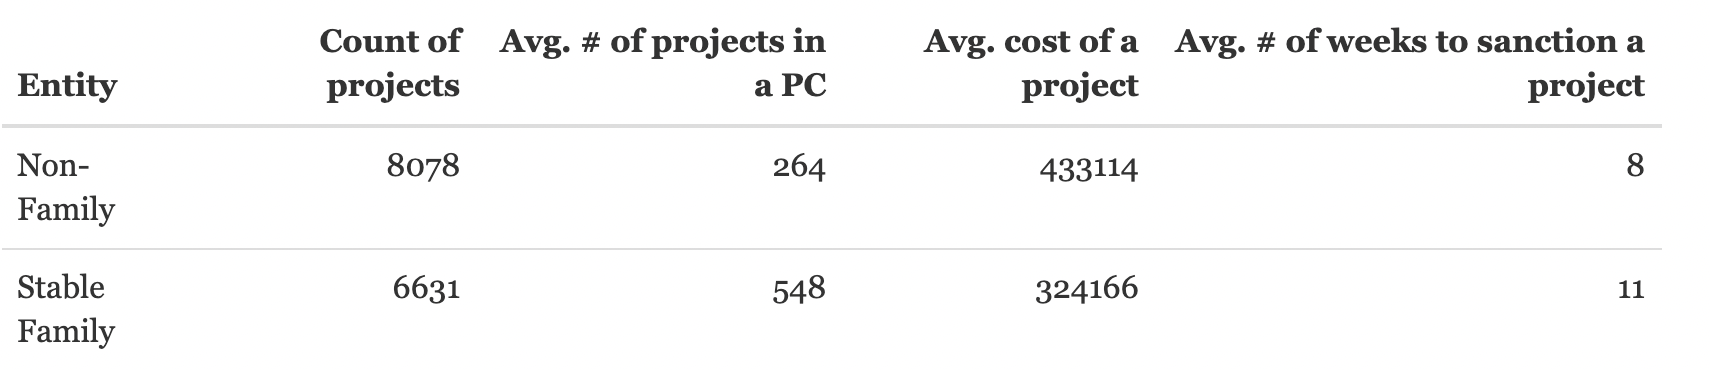 Entity Count of projects Avg. # of projects in a PC Avg. cost of a project Avg. # of weeks to sanction a project
Non-Family 8078 264 433114 8
Stable Family 6631 548 324166 11